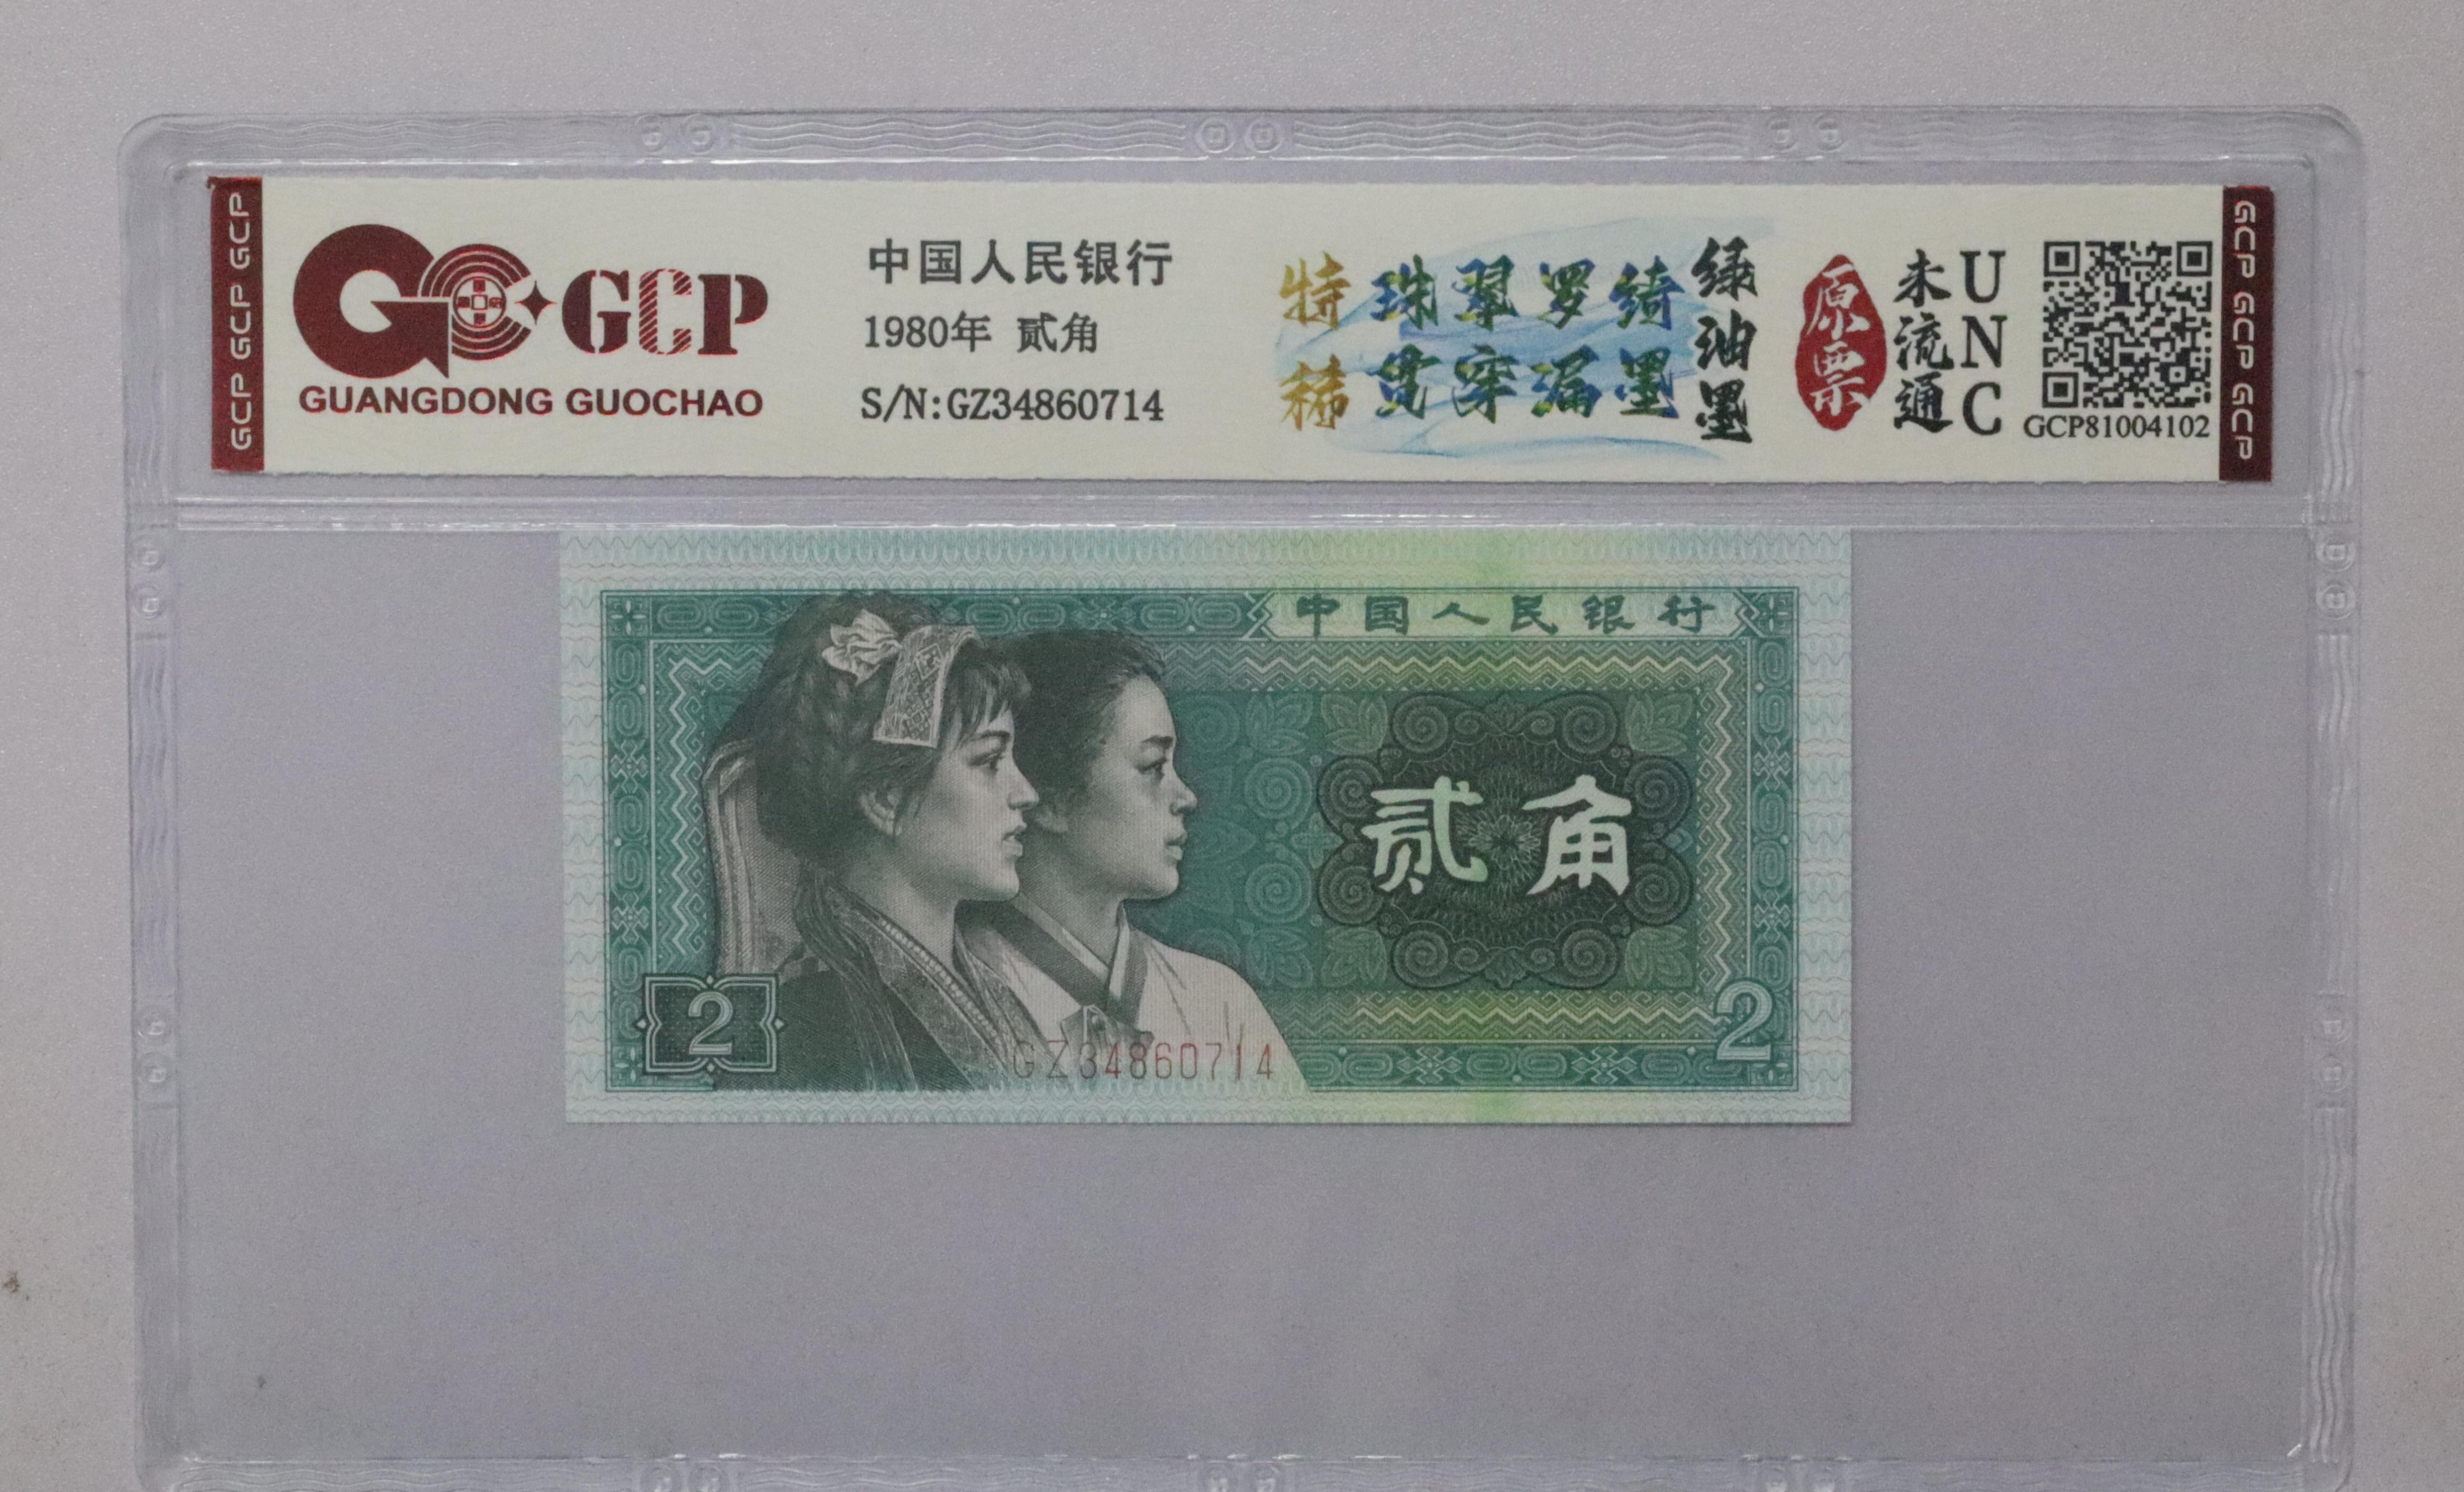 GCP GCP GCP
GCP
GUANGDONG GUOCHAO
中国人民银行
1980年 贰角
S/N:GZ34860714
特稀
珠翠罗绮
贯穿漏墨
绿油墨
原票
未流通
UNC
GCP81004102
GCP GCP GCP
中国人民银行
贰角
2
GZ34860714
2